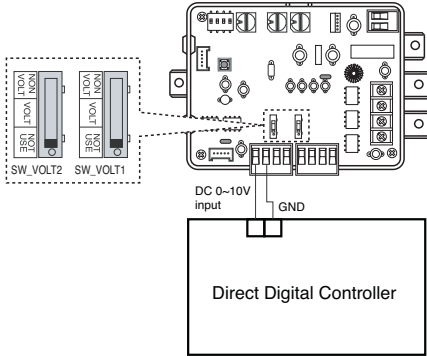 NON
VOLT
VOLT
NOT
USE
NON
VOLT
VOLT
NOT
USE
SW_VOLT2
SW_VOLT1
DC 0~10V
input
GND
Direct Digital Controller